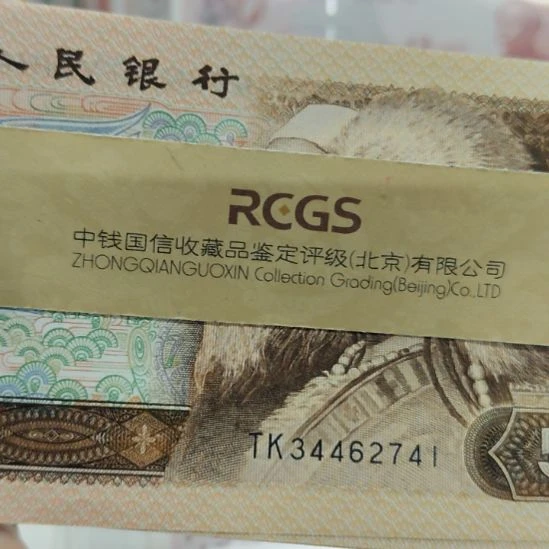 人民银行
RCGS
中钱国信收藏品鉴定评级(北京)有限公司
ZHONGQIANGUOXIN Collection Grading(Beijing)Co.,LTD
TK34462741
5